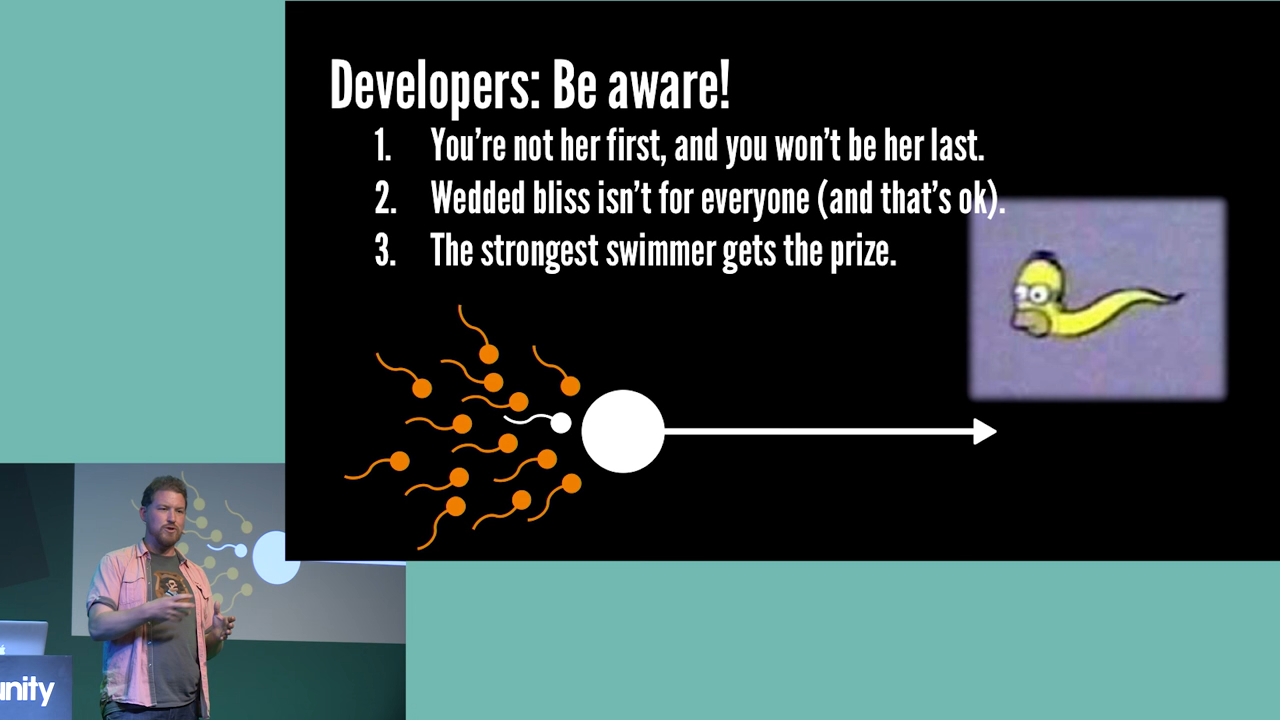 Developers: Be aware!
1. You're not her first, and you won't be her last.
2. Wedded bliss isn't for everyone (and that's ok).
3. The strongest swimmer gets the prize.
unity